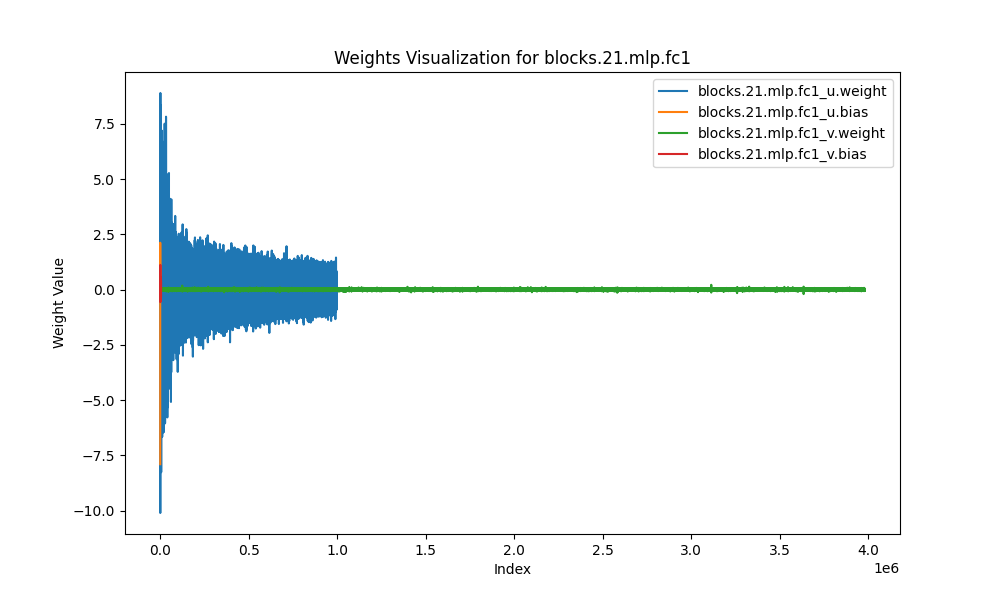 Weights Visualization for blocks.21.mlp.fc1
blocks.21.mlp.fc1_u.weight
blocks.21.mlp.fc1_u.bias
blocks.21.mlp.fc1_v.weight
blocks.21.mlp.fc1_v.bias
Weight Value
7.5
5.0
2.5
0.0
−2.5
−5.0
−7.5
−10.0
0.0 0.5 1.0 1.5 2.0 2.5 3.0 3.5 4.0
1e6
Index